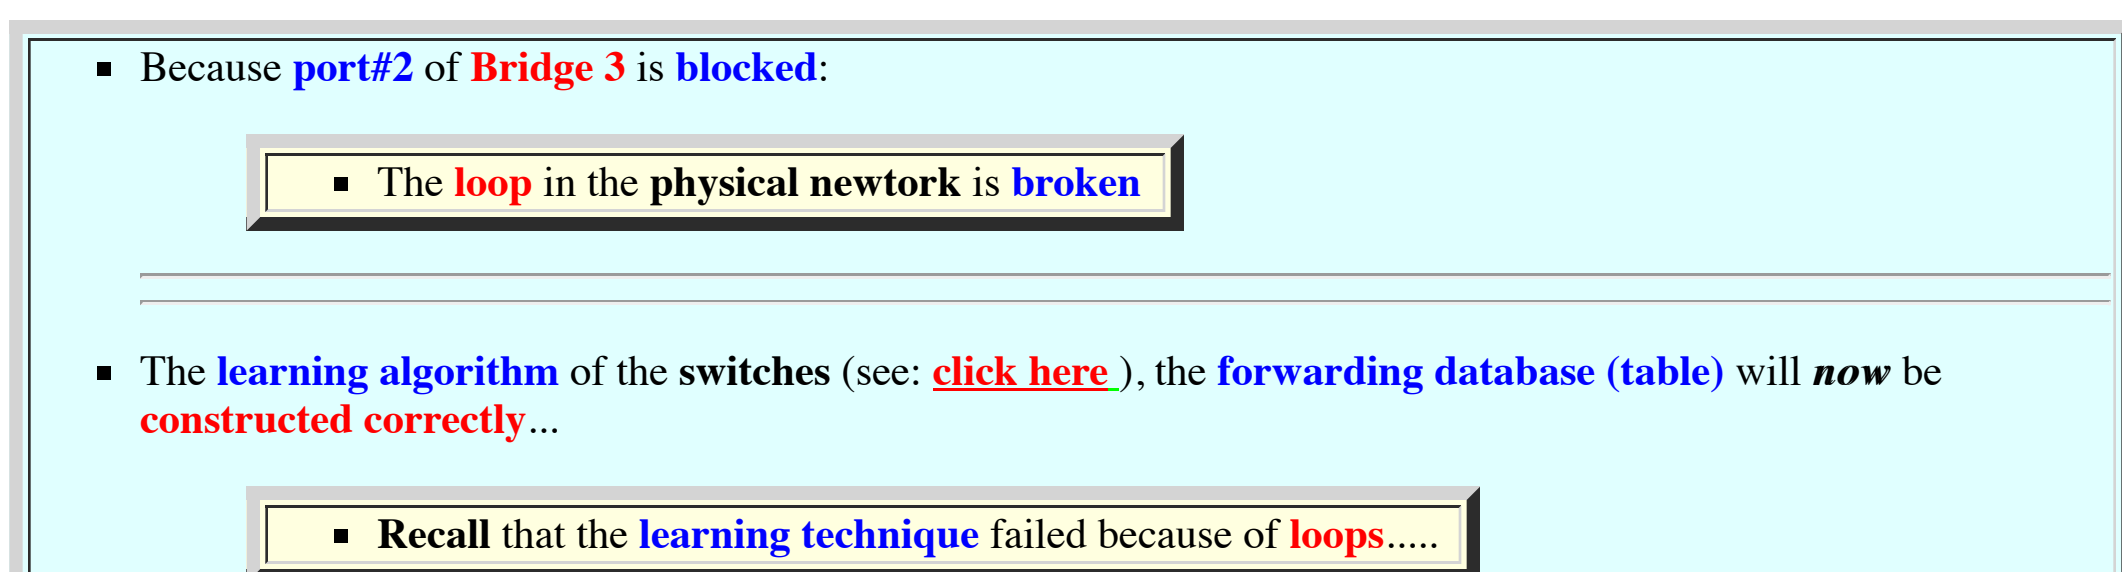 Because port#2 of Bridge 3 is blocked:
The loop in the physical newtork is broken
The learning algorithm of the switches (see: click here ), the forwarding database (table) will now be
constructed correctly...
Recall that the learning technique failed because of loops.....